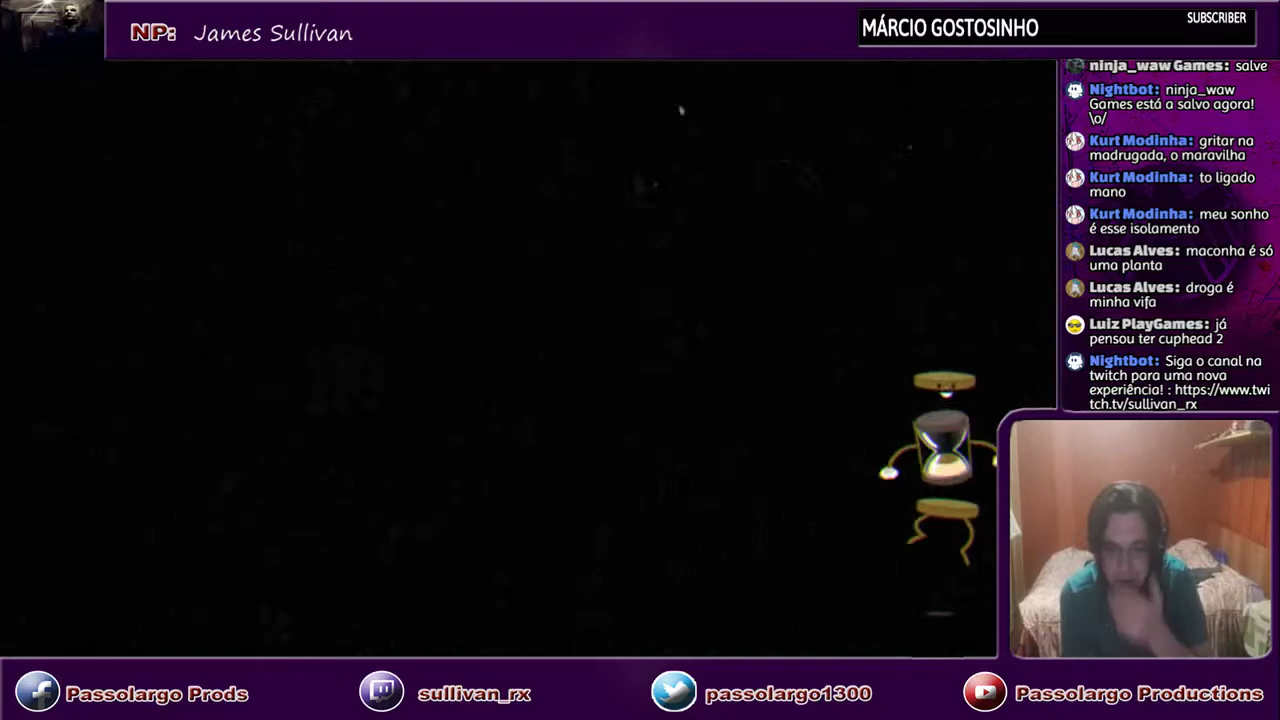 NP: James Sullivan
MÁRCIO GOSTOSINHO
SUBSCRIBER
ninja_waw Games: salve
Nightbot: ninja_waw
Games está a salvo agora!
\o/
Kurt Modinha: gritar na
madrugada, o maravilha
Kurt Modinha: to ligado
mano
Kurt Modinha: meu sonho
é esse isolamento
Lucas Alves: maconha é só
uma planta
Lucas Alves: droga é
minha vifa
Luiz PlayGames: já
pensou ter cuphead 2
Nightbot: Siga o canal na
twitch para uma nova
experiência! : https://www.twi
tch.tv/sullivan_rx
Passolargo Prods
sullivan_rx
passolargo1300
Passolargo Productions